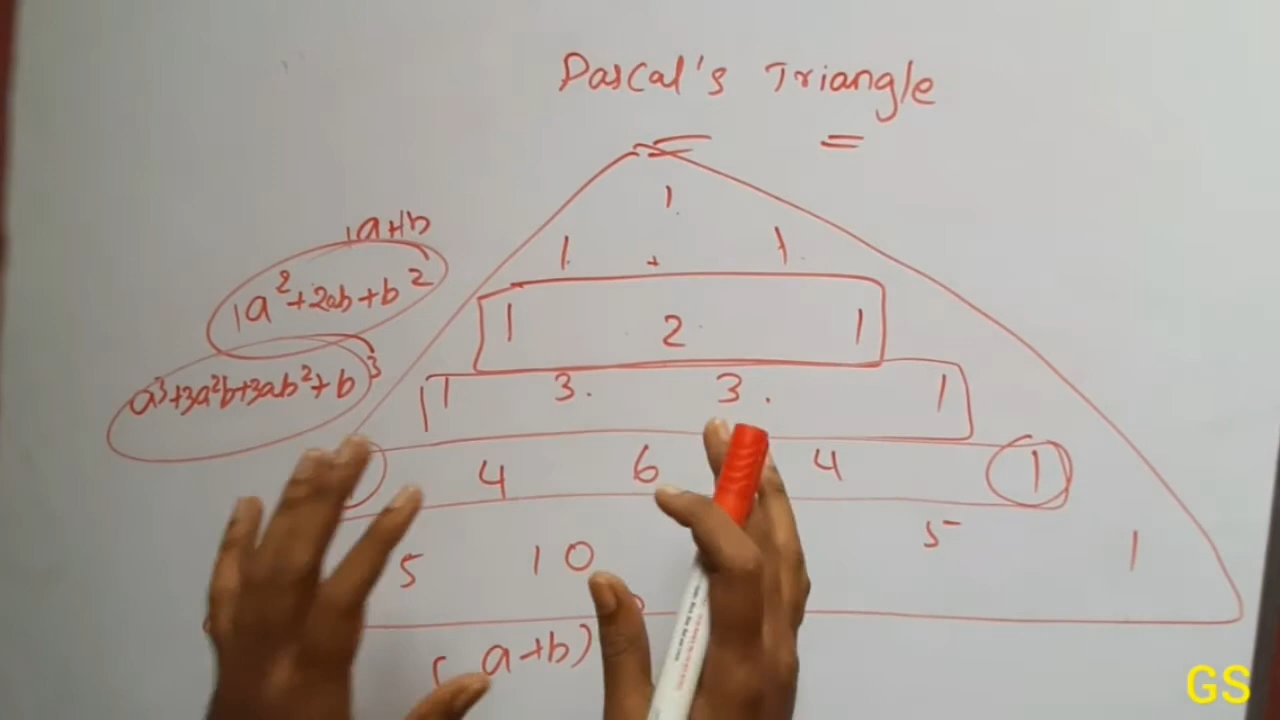 Pascal's Triangle
1
1a+b
1 1
1a²+2ab+b²
1 2 1
a³+3a²b+3ab²+b³
1 3 3 1
4 6 4 1
5 10 5 1
(a+b)
GS